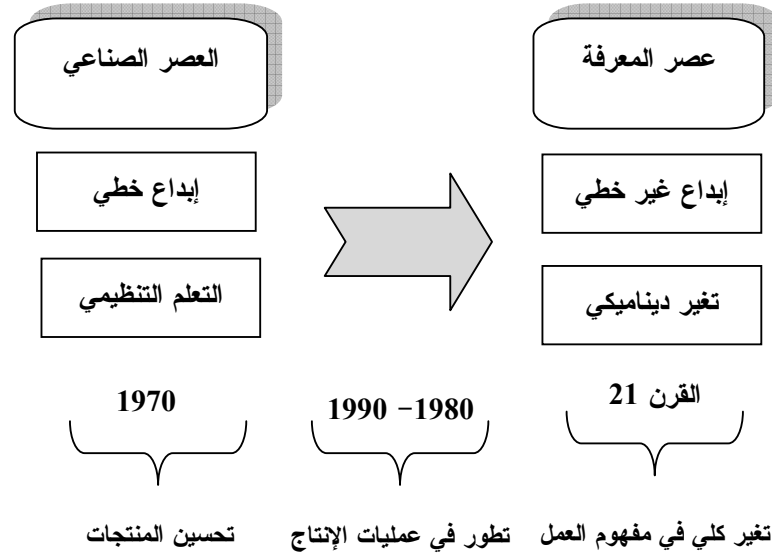 العصر الصناعي
عصر المعرفة
إبداع خطي
إبداع غير خطي
التعلم التنظيمي
تغير ديناميكي
1970
1980- 1990
القرن 21
تحسين المنتجات
تطور في عمليات الإنتاج
تغير كلي في مفهوم العمل